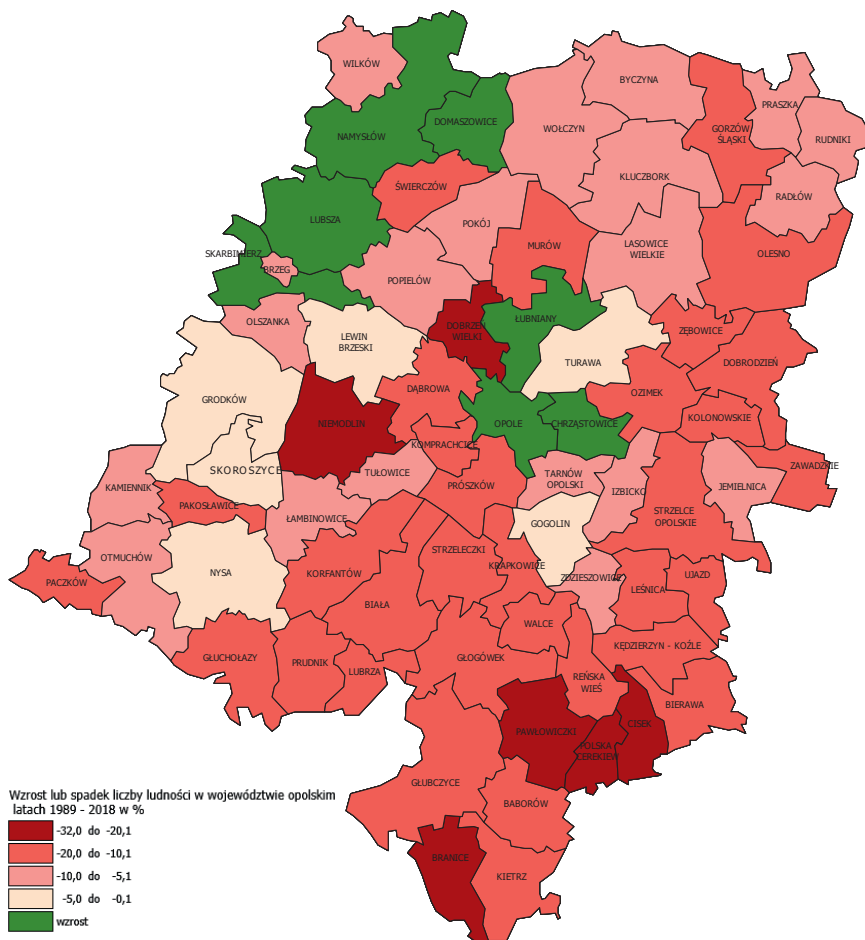 WILKÓW
BYCZYNA
PRASZKA
DOMASZOWICE
WOŁCZYN
GORZÓW
ŚLĄSKI
RUDNIKI
NAMYSŁÓW
KLUCZBORK
ŚWIERCZÓW
RADŁÓW
LUBSZA
POKÓJ
MURÓW
LASOWICE
WIELKIE
OLESNO
SKARBIMIERZ
BRZEG
POPIELÓW
OLSZANKA
LEWIN
BRZESKI
DOBRZEŃ
WIELKI
ŁUBNIANY
TURAWA
ZĘBOWICE
DOBRODZIEŃ
GRODKÓW
DĄBROWA
OZIMEK
NIEMODLIN
OPOLE
CHRZĄSTOWICE
KOLONOWSKIE
KOMPRACHCICE
SKOROSZYCE
TUŁOWICE
TARNÓW
OPOLSKI
ZAWADZKIE
KAMIENNIK
PRÓSZKÓW
IZBICKO
JEMIELNICA
PAKOSŁAWICE
ŁAMBINOWICE
GOGOLIN
STRZELCE
OPOLSKIE
OTMUCHÓW
STRZELECZKI
NYSA
KORFANTÓW
KRAPKOWICE
ZDZIESZOWICE
UJAZD
PACZKÓW
LEŚNICA
BIAŁA
WALCE
KĘDZIERZYN - KOŹLE
GŁUCHOŁAZY
PRUDNIK
LUBRZA
GŁOGÓWEK
REŃSKA
WIEŚ
BIERAWA
PAWŁOWICZKI
CISEK
POLSKA
CEREKIEW
GŁUBCZYCE
BABORÓW
BRANICE
KIETRZ
Wzrost lub spadek liczby ludności w województwie opolskim
latach 1989 - 2018 w %
-32,0 do -20,1
-20,0 do -10,1
-10,0 do -5,1
-5,0 do -0,1
wzrost